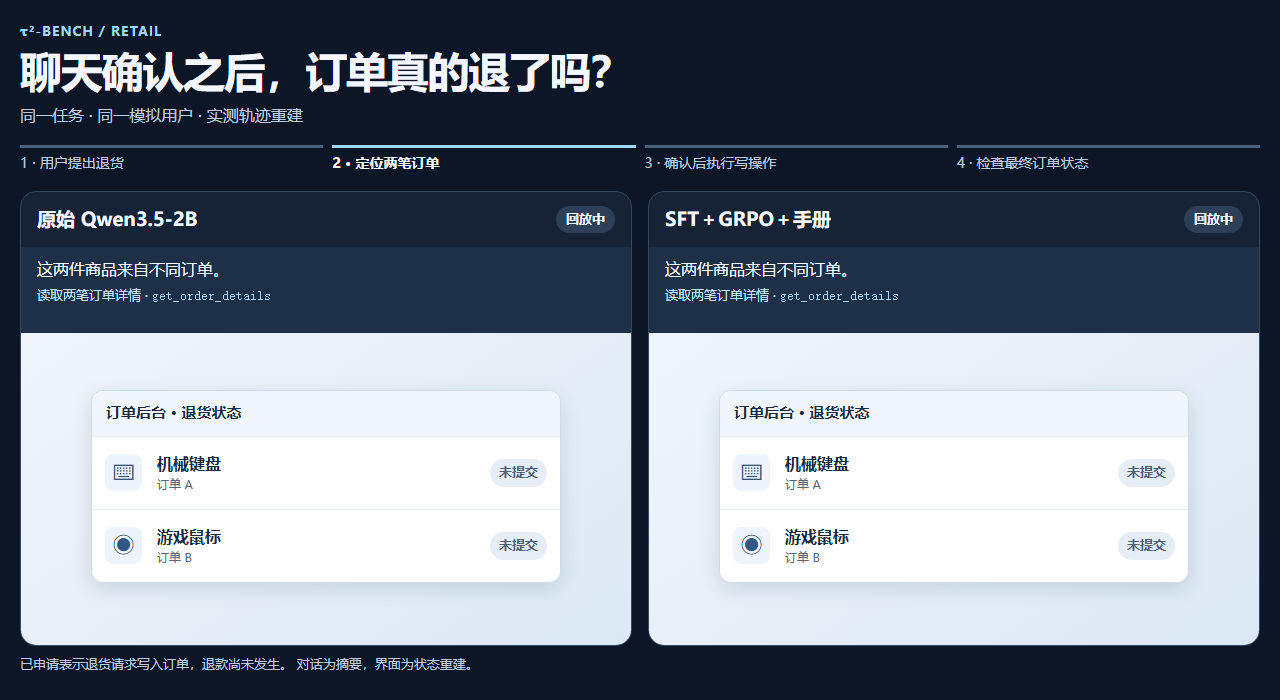 τ²-BENCH / RETAIL
聊天确认之后，订单真的退了吗？
同一任务 · 同一模拟用户 · 实测轨迹重建
1 · 用户提出退货
2 · 定位两笔订单
3 · 确认后执行写操作
4 · 检查最终订单状态
原始 Qwen3.5-2B
回放中
这两件商品来自不同订单。
读取两笔订单详情 · get_order_details
订单后台 · 退货状态
机械键盘
订单 A
未提交
游戏鼠标
订单 B
未提交
SFT + GRPO + 手册
回放中
这两件商品来自不同订单。
读取两笔订单详情 · get_order_details
订单后台 · 退货状态
机械键盘
订单 A
未提交
游戏鼠标
订单 B
未提交
已申请表示退货请求写入订单，退款尚未发生。 对话为摘要，界面为状态重建。